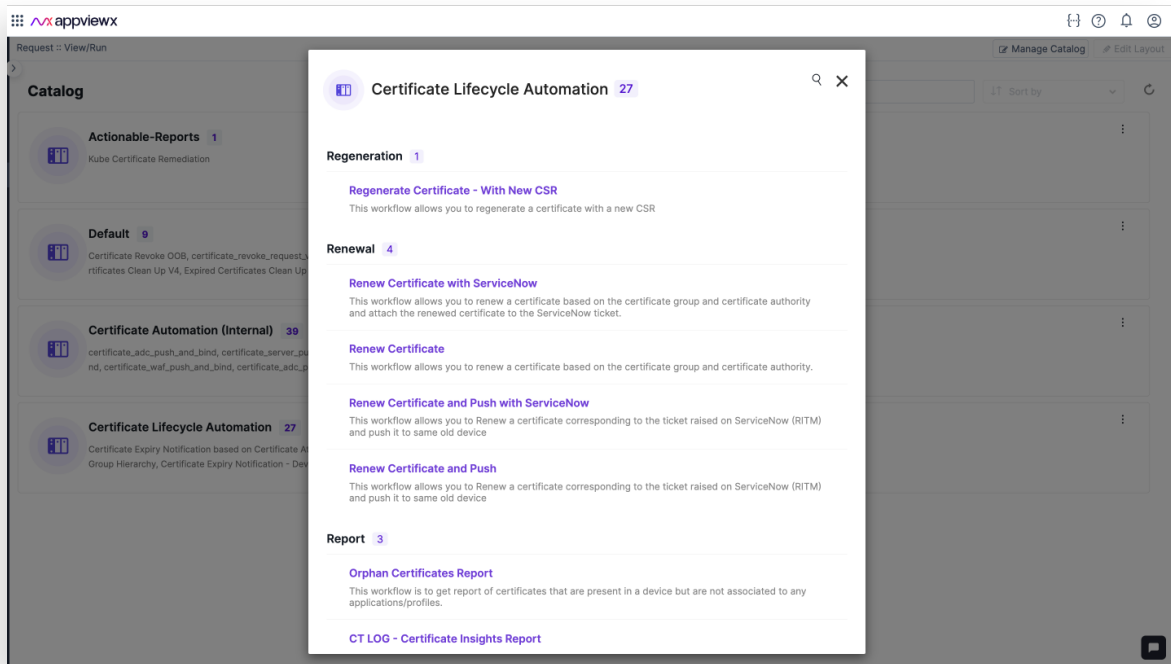 appviewx
Request :: View/Run
Manage Catalog
Edit Layout
Catalog
Sort by
Actionable-Reports 1
Kube Certificate Remediation
Default 9
Certificate Revoke OOB, certificate_revoke_request_
rtificates Clean Up V4, Expired Certificates Clean Up
Certificate Automation (Internal) 39
certificate_adc_push_and_bind, certificate_server_pu
nd, certificate_waf_push_and_bind, certificate_adc_p
Certificate Lifecycle Automation 27
Certificate Expiry Notification based on Certificate At
Group Hierarchy, Certificate Expiry Notification - Dev
Certificate Lifecycle Automation 27
Regeneration 1
Regenerate Certificate - With New CSR
This workflow allows you to regenerate a certificate with a new CSR
Renewal 4
Renew Certificate with ServiceNow
This workflow allows you to renew a certificate based on the certificate group and certificate authority
and attach the renewed certificate to the ServiceNow ticket.
Renew Certificate
This workflow allows you to renew a certificate based on the certificate group and certificate authority.
Renew Certificate and Push with ServiceNow
This workflow allows you to Renew a certificate corresponding to the ticket raised on ServiceNow (RITM)
and push it to same old device
Renew Certificate and Push
This workflow allows you to Renew a certificate corresponding to the ticket raised on ServiceNow (RITM)
and push it to same old device
Report 3
Orphan Certificates Report
This workflow is to get report of certificates that are present in a device but are not associated to any
applications/profiles.
CT LOG - Certificate Insights Report